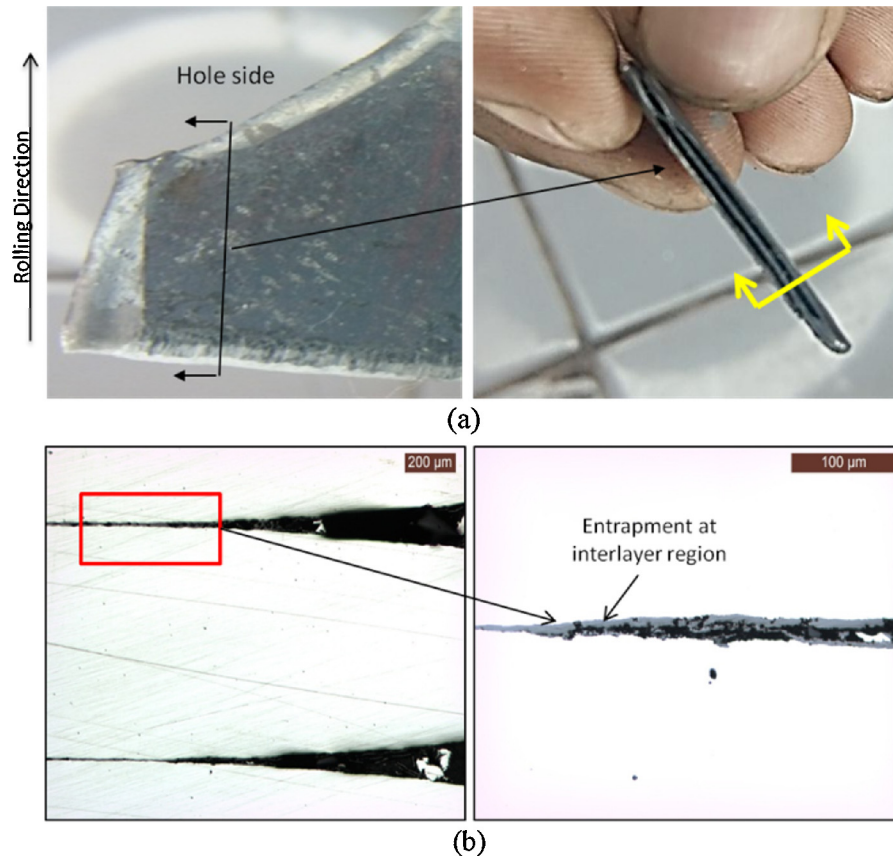 Rolling Direction
Hole side
(a)
200 µm
100 µm
Entrapment at
interlayer region
(b)